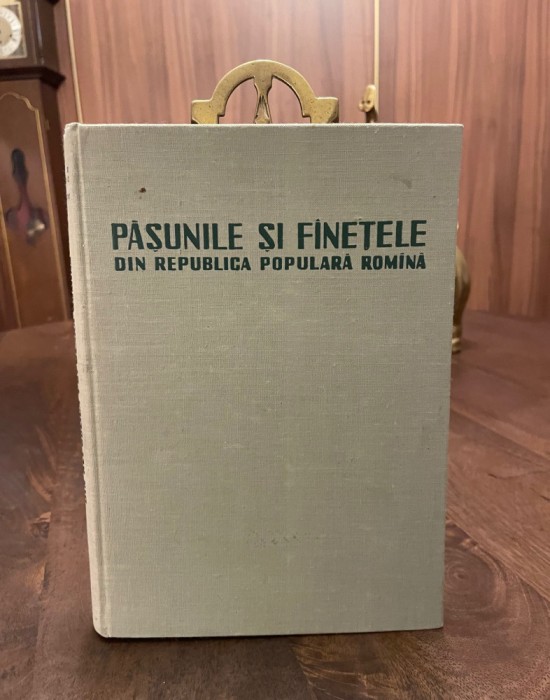 PĂȘUNILE ȘI FÎNEȚELE
DIN REPUBLICA POPULARĂ ROMÎNĂ